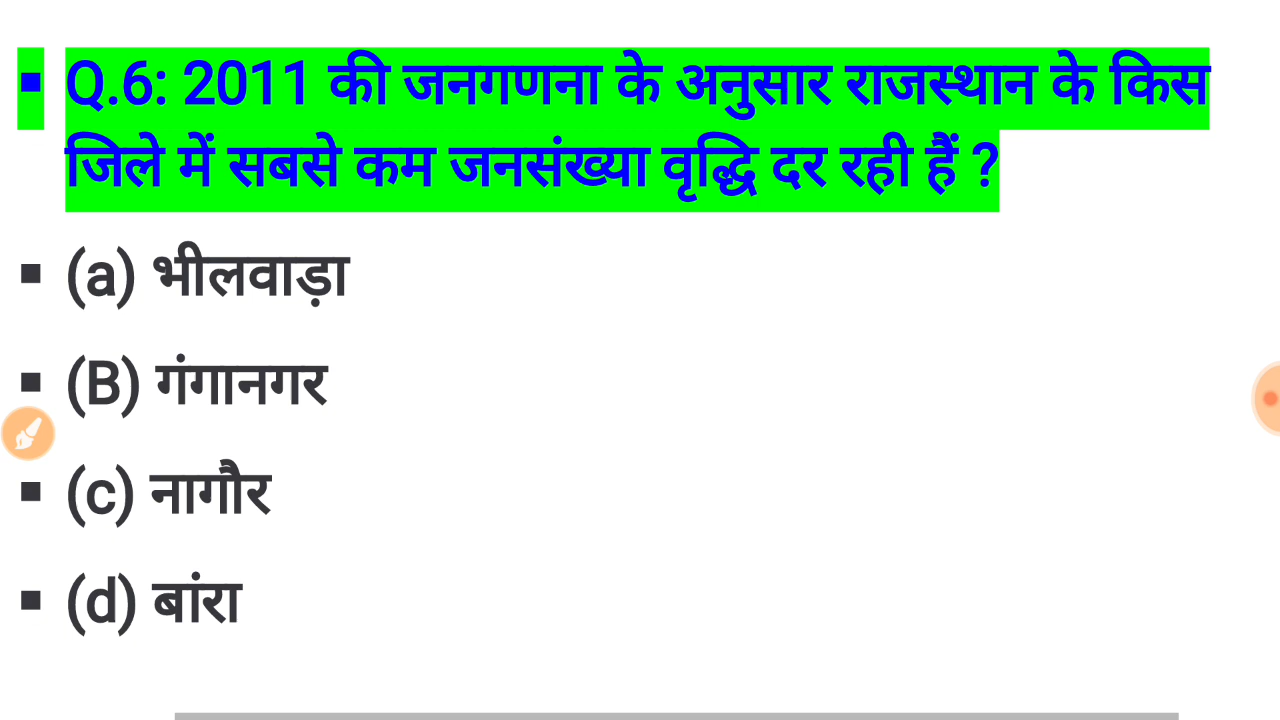 ▪ Q.6: 2011 की जनगणना के अनुसार राजस्थान के किस
जिले में सबसे कम जनसंख्या वृद्धि दर रही हैं ?
▪ (a) भीलवाड़ा
▪ (B) गंगानगर
▪ (c) नागौर
▪ (d) बांरा